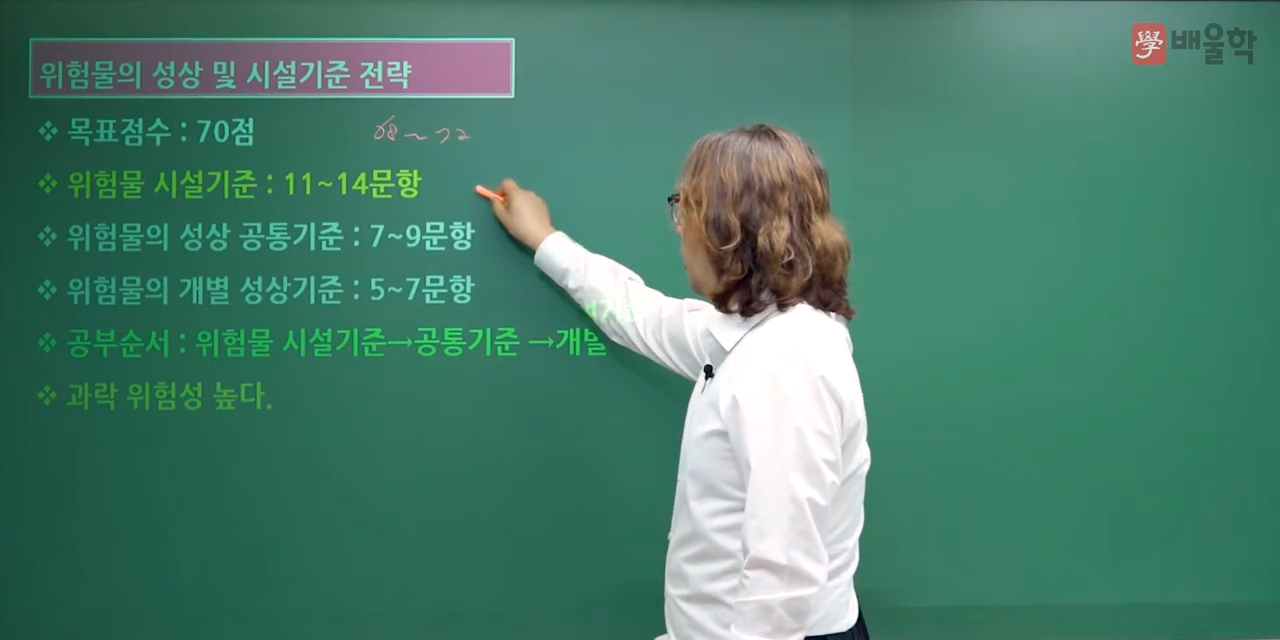 學 배울학
위험물의 성상 및 시설기준 전략
❖ 목표점수 : 70점 68~72
❖ 위험물 시설기준 : 11~14문항
❖ 위험물의 성상 공통기준 : 7~9문항
❖ 위험물의 개별 성상기준 : 5~7문항
❖ 공부순서 : 위험물 시설기준→공통기준 →개별
❖ 과락 위험성 높다.